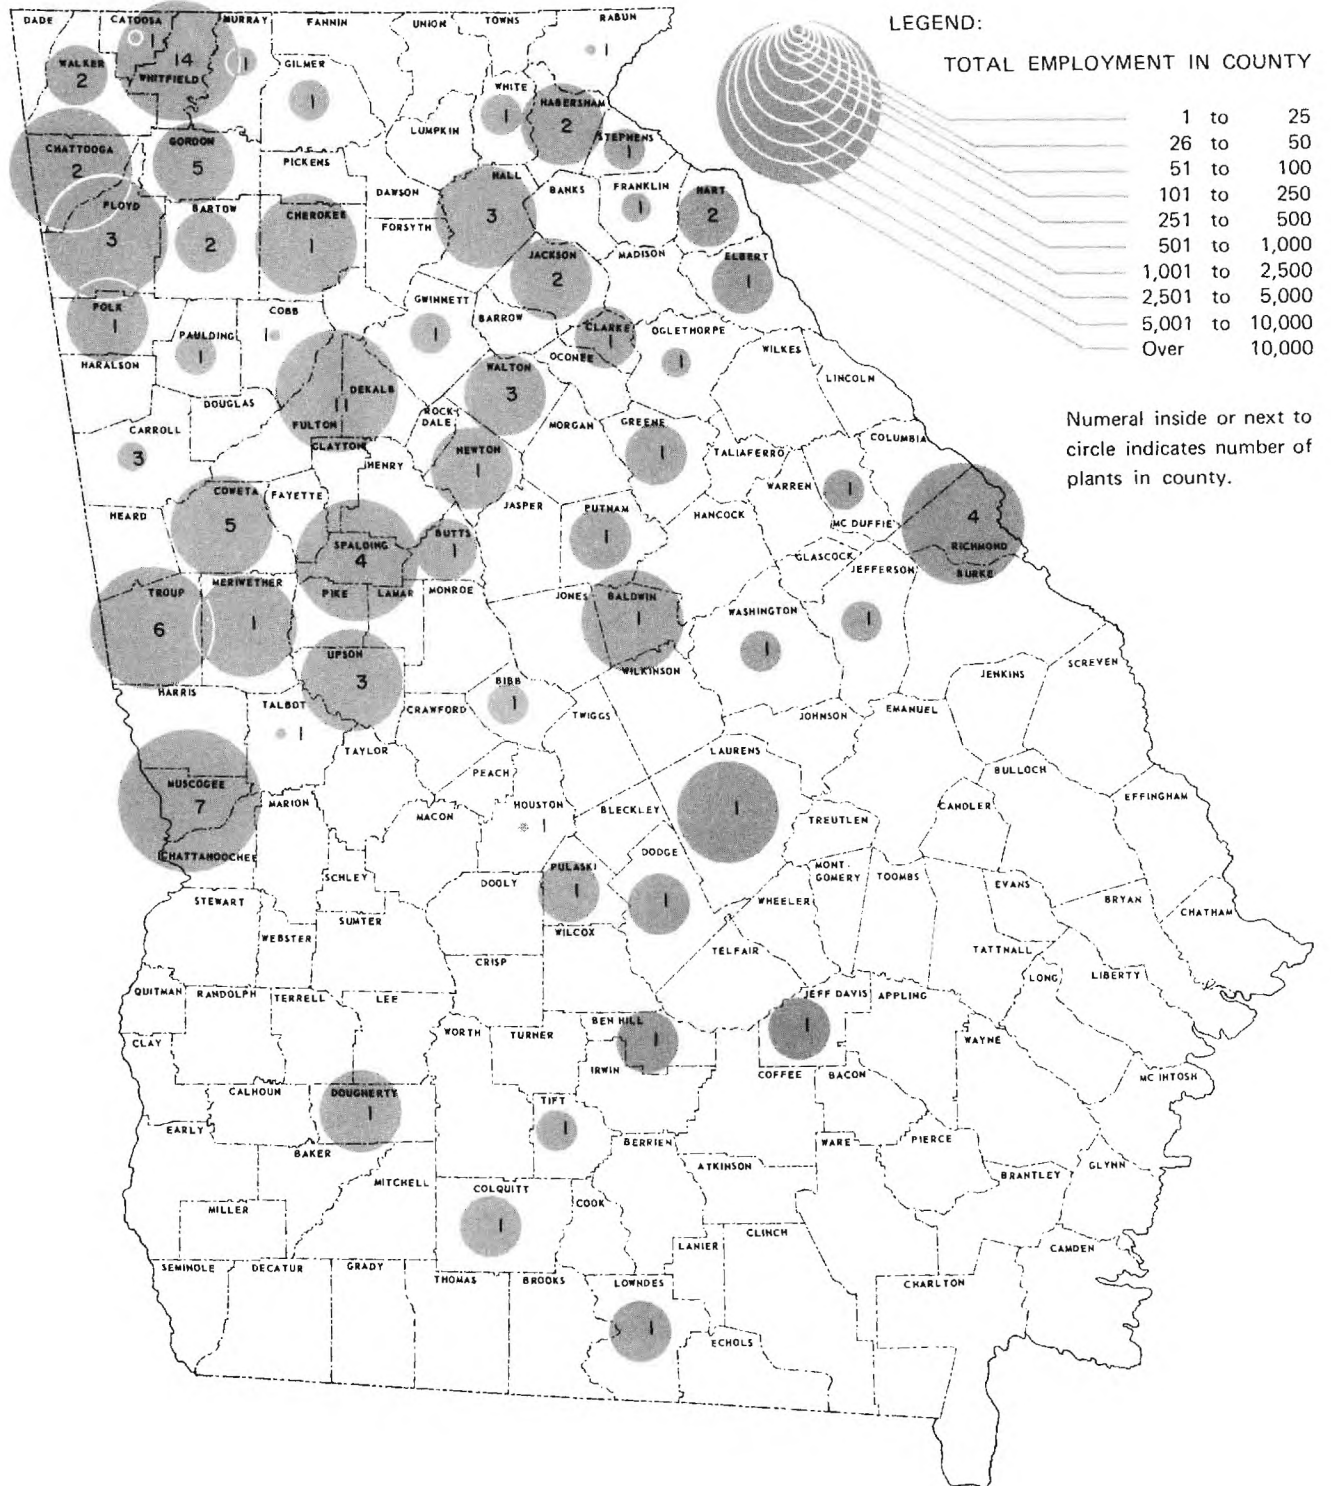 LEGEND:
TOTAL EMPLOYMENT IN COUNTY
1 to 25
26 to 50
51 to 100
101 to 250
251 to 500
501 to 1,000
1,001 to 2,500
2,501 to 5,000
5,001 to 10,000
Over 10,000
Numeral inside or next to
circle indicates number of
plants in county.
DADE
CATOOSA
1
MURRAY
1
FANNIN
UNION
TOWNS
RABUN
1
WALKER
2
14
WHITFIELD
GILMER
1
WHITE
1
HABERSHAM
2
LUMPKIN
STEPHENS
1
CHATTOOGA
2
GORDON
5
PICKENS
DAWSON
HALL
3
BANKS
FRANKLIN
1
HART
2
FLOYD
3
BARTOW
2
CHEROKEE
1
FORSYTH
JACKSON
2
MADISON
ELBERT
1
POLK
1
PAULDING
1
COBB
1
GWINNETT
1
BARROW
CLARKE
1
OGLETHORPE
1
OCONEE
WILKES
LINCOLN
HARALSON
DOUGLAS
DEKALB
11
FULTON
CLAYTON
ROCK
DALE
WALTON
3
MORGAN
GREENE
1
TALIAFERRO
COLUMBIA
CARROLL
3
HENRY
NEWTON
1
WARREN
1
MC DUFFIE
HEARD
COWETA
5
FAYETTE
SPALDING
4
BUTTS
1
JASPER
PUTNAM
1
HANCOCK
GLASCOCK
JEFFERSON
1
4
RICHMOND
BURKE
TROUP
6
MERIWETHER
1
PIKE
LAMAR
MONROE
JONES
BALDWIN
1
WASHINGTON
1
WILKINSON
JENKINS
SCREVEN
HARRIS
TALBOT
1
UPSON
3
CRAWFORD
BIBB
1
TWIGGS
JOHNSON
EMANUEL
TAYLOR
PEACH
LAURENS
1
BULLOCH
EFFINGHAM
MUSCOGEE
7
CHATTAHOOCHEE
MARION
MACON
HOUSTON
1
BLECKLEY
TREUTLEN
CANDLER
SCHLEY
DOOLY
PULASKI
1
DODGE
1
WHEELER
MONT-
GOMERY
TOOMBS
EVANS
BRYAN
CHATHAM
STEWART
WEBSTER
SUMTER
CRISP
WILCOX
TELFAIR
TATTNALL
LONG
LIBERTY
QUITMAN
RANDOLPH
TERRELL
LEE
WORTH
TURNER
BEN HILL
1
IRWIN
JEFF DAVIS
1
APPLING
WAYNE
MC INTOSH
CLAY
CALHOUN
DOUGHERTY
1
TIFT
1
COFFEE
BACON
EARLY
BAKER
MITCHELL
BERRIEN
ATKINSON
WARE
PIERCE
BRANTLEY
GLYNN
MILLER
COLQUITT
1
COOK
LANIER
CLINCH
CAMDEN
SEMINOLE
DECATUR
GRADY
THOMAS
BROOKS
LOWNDES
1
ECHOLS
CHARLTON